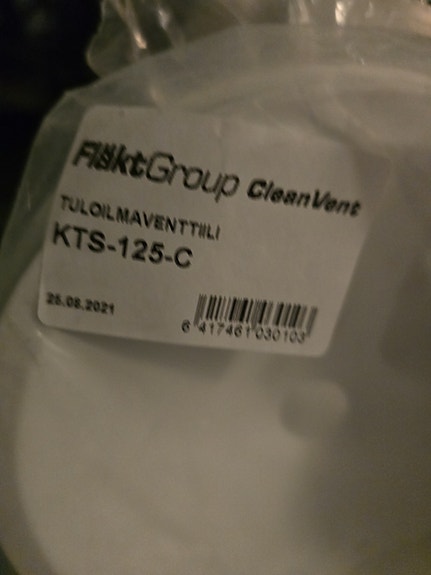 FläktGroup CleanVent
TULOILMAVENTTIILI
KTS-125-C
25.08.2021
6 417461 030103